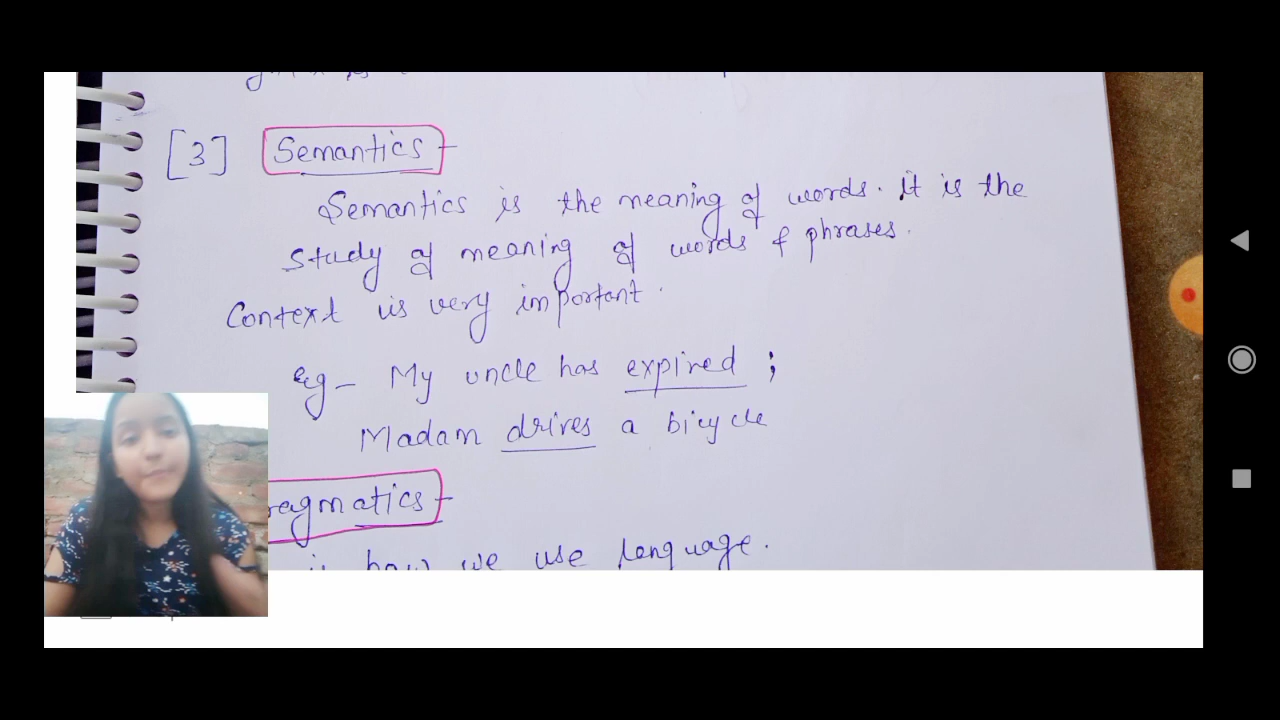 [3] Semantics -
Semantics is the meaning of words. it is the
study of meaning of words & phrases.
Context is very important.
eg - My uncle has expired ;
Madam drives a bicycle
ragmatics -
is how we use language.